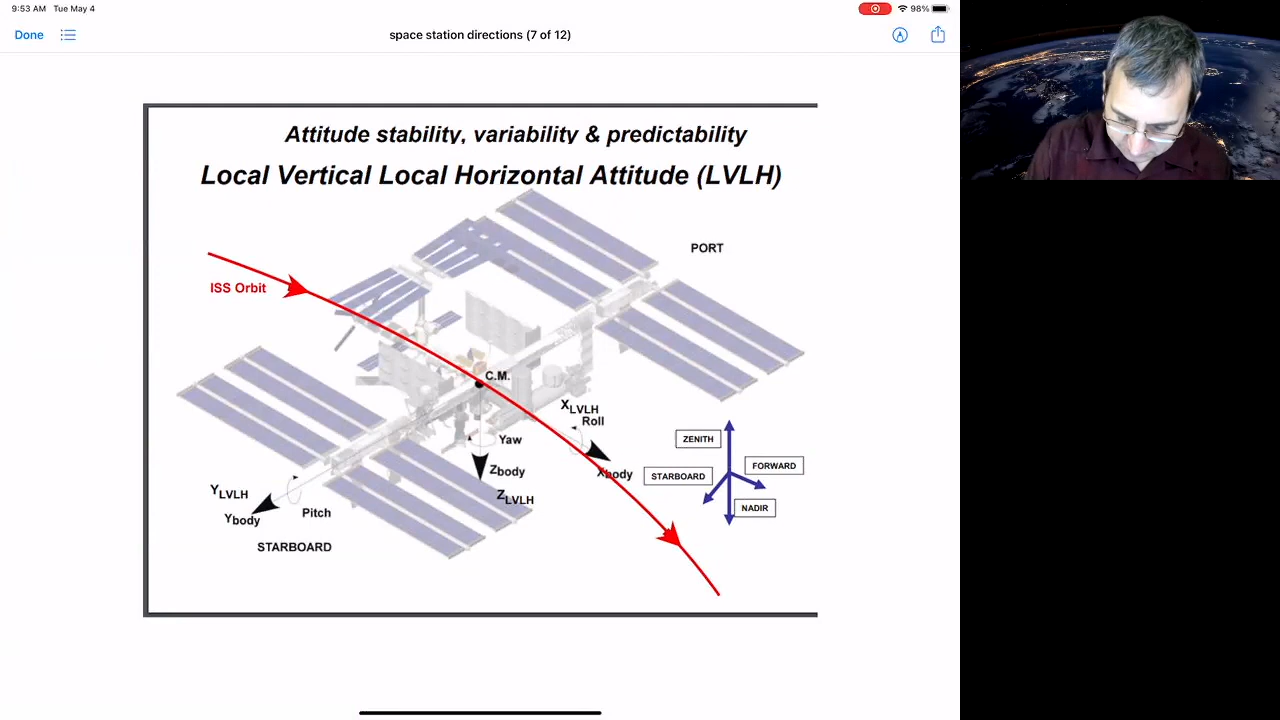 9:53 AM Tue May 4
98%
Done
space station directions (7 of 12)
Attitude stability, variability & predictability
Local Vertical Local Horizontal Attitude (LVLH)
PORT
ISS Orbit
C.M.
XLVLH
Roll
Yaw
ZENITH
Xbody
Zbody
FORWARD
STARBOARD
YLVLH
ZLVLH
Ybody
Pitch
NADIR
STARBOARD